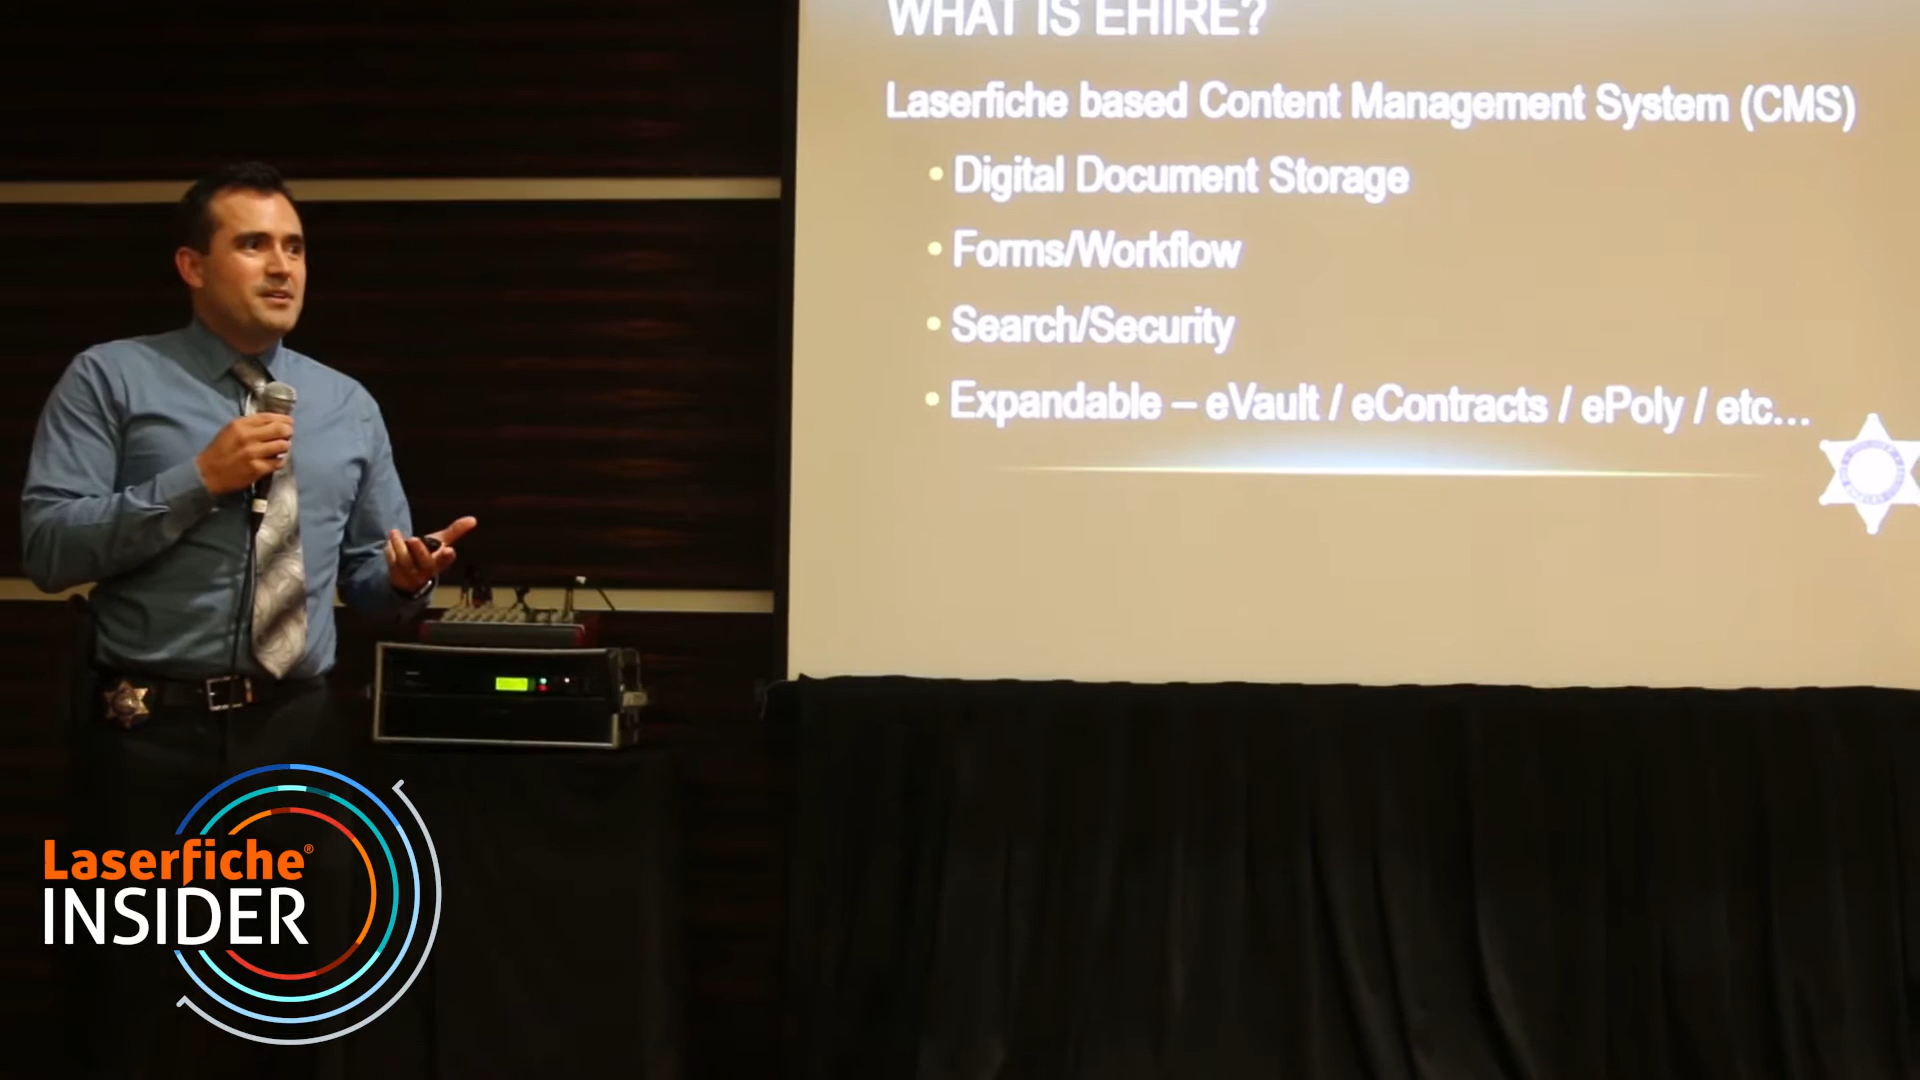 WHAT IS EHIRE?
Laserfiche based Content Management System (CMS)
• Digital Document Storage
• Forms/Workflow
• Search/Security
• Expandable – eVault / eContracts / ePoly / etc...
Laserfiche®
INSIDER